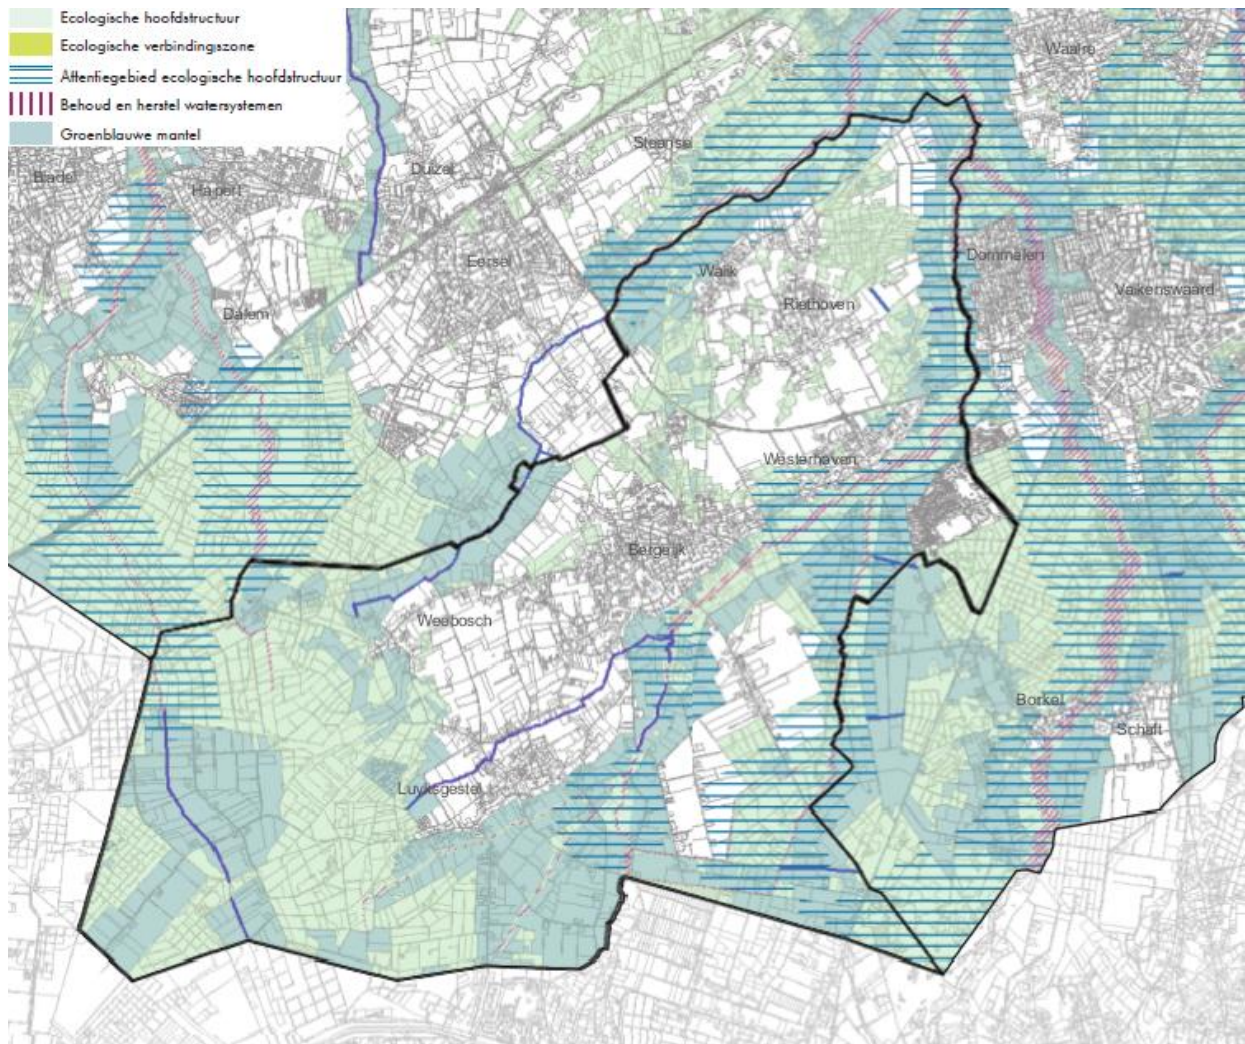 Ecologische hoofdstructuur
Ecologische verbindingszone
Attentiegebied ecologische hoofdstructuur
Behoud en herstel watersystemen
Groenblauwe mantel
Waalre
Steensel
Duizel
Bladel
Hapert
Eersel
Walik
Dommelen
Valkenswaard
Riethoven
Dalem
Westerhoven
Bergeijk
Weebosch
Borkel
Schaft
Luyksgestel